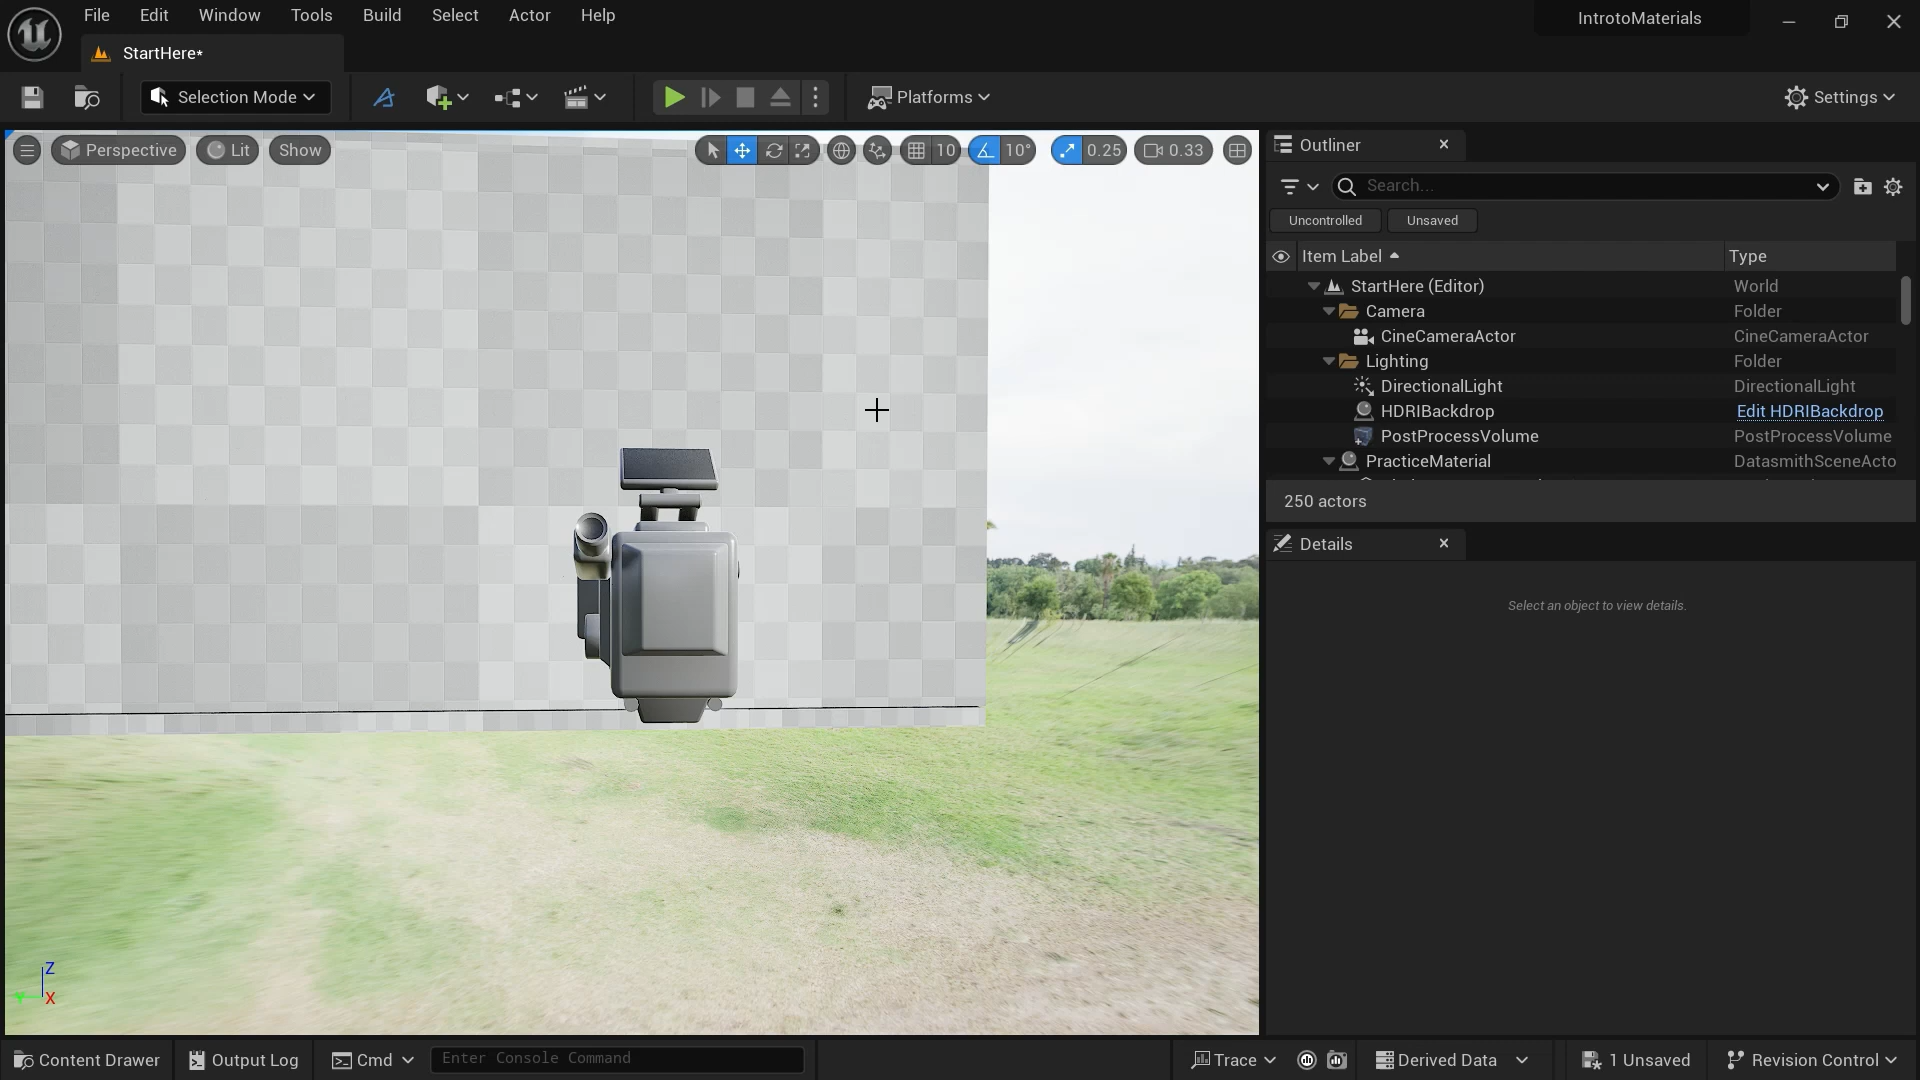 File Edit Window Tools Build Select Actor Help
IntrotoMaterials
StartHere*
Selection Mode
Platforms
Settings
Perspective Lit Show
10 10° 0.25 0.33
Outliner
Search...
Uncontrolled Unsaved
Item Label Type
StartHere (Editor) World
Camera Folder
CineCameraActor CineCameraActor
Lighting Folder
DirectionalLight DirectionalLight
HDRIBackdrop Edit HDRIBackdrop
PostProcessVolume PostProcessVolume
PracticeMaterial DatasmithSceneActo
250 actors
Details
Select an object to view details.
Z
Y X
Content Drawer Output Log Cmd Enter Console Command Trace Derived Data 1 Unsaved Revision Control